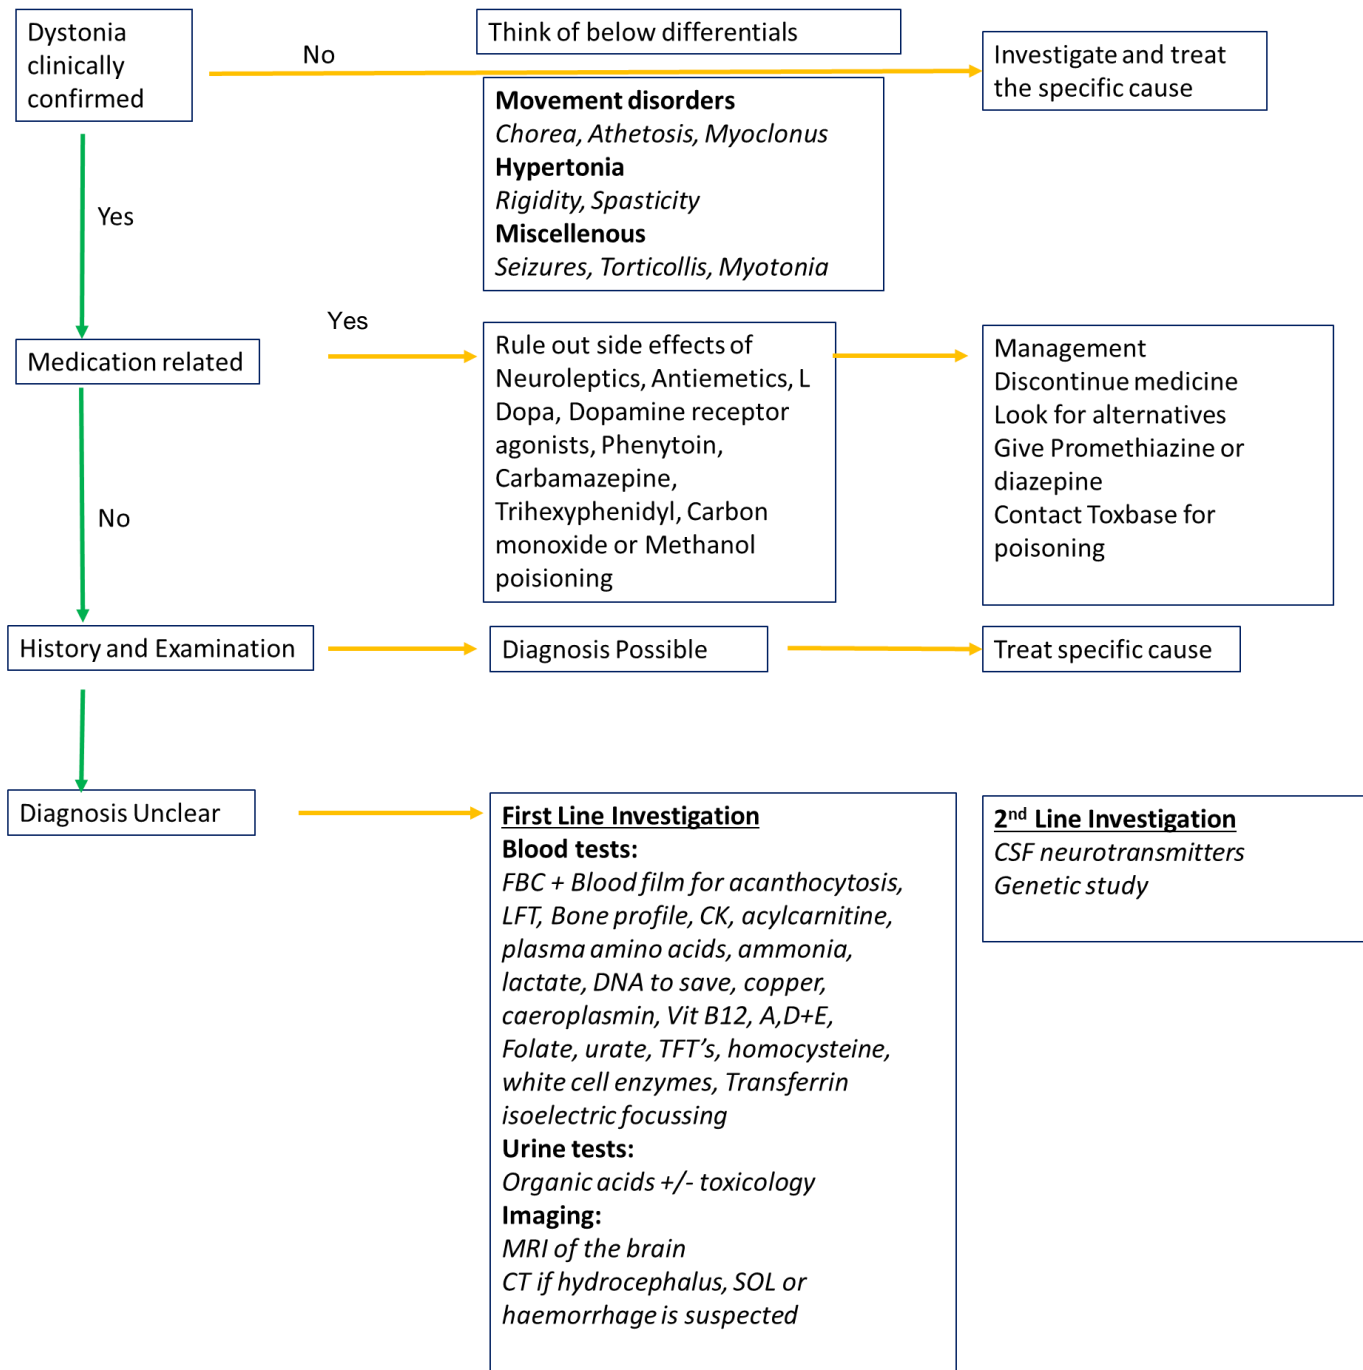 Dystonia
clinically
confirmed
No
Think of below differentials
Investigate and treat
the specific cause
Movement disorders
Chorea, Athetosis, Myoclonus
Hypertonia
Rigidity, Spasticity
Miscellenous
Seizures, Torticollis, Myotonia
Yes
Medication related
Yes
Rule out side effects of
Neuroleptics, Antiemetics, L
Dopa, Dopamine receptor
agonists, Phenytoin,
Carbamazepine,
Trihexyphenidyl, Carbon
monoxide or Methanol
poisioning
Management
Discontinue medicine
Look for alternatives
Give Promethiazine or
diazepine
Contact Toxbase for
poisoning
No
History and Examination
Diagnosis Possible
Treat specific cause
Diagnosis Unclear
First Line Investigation
Blood tests:
FBC + Blood film for acanthocytosis,
LFT, Bone profile, CK, acylcarnitine,
plasma amino acids, ammonia,
lactate, DNA to save, copper,
caeroplasmin, Vit B12, A,D+E,
Folate, urate, TFT’s, homocysteine,
white cell enzymes, Transferrin
isoelectric focussing
Urine tests:
Organic acids +/- toxicology
Imaging:
MRI of the brain
CT if hydrocephalus, SOL or
haemorrhage is suspected
2nd Line Investigation
CSF neurotransmitters
Genetic study